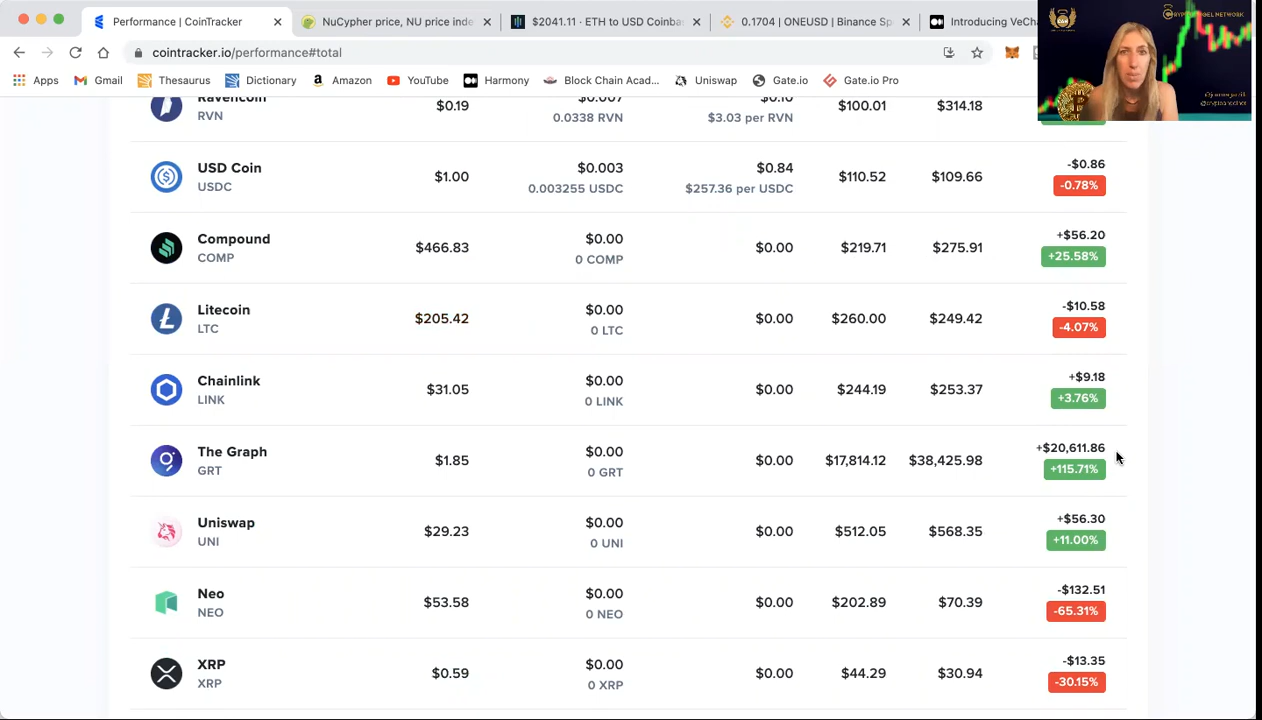 Performance | CoinTracker
NuCypher price, NU price inde
$2041.11 · ETH to USD Coinba
0.1704 | ONEUSD | Binance Sp
Introducing VeCh
cointracker.io/performance#total
Apps
Gmail
Thesaurus
Dictionary
Amazon
YouTube
Harmony
Block Chain Acad...
Uniswap
Gate.io
Gate.io Pro
Ravencoin
RVN
$0.19
$0.007
0.0338 RVN
$0.10
$3.03 per RVN
$100.01
$314.18
USD Coin
USDC
$1.00
$0.003
0.003255 USDC
$0.84
$257.36 per USDC
$110.52
$109.66
-$0.86
-0.78%
Compound
COMP
$466.83
$0.00
0 COMP
$0.00
$219.71
$275.91
+$56.20
+25.58%
Litecoin
LTC
$205.42
$0.00
0 LTC
$0.00
$260.00
$249.42
-$10.58
-4.07%
Chainlink
LINK
$31.05
$0.00
0 LINK
$0.00
$244.19
$253.37
+$9.18
+3.76%
The Graph
GRT
$1.85
$0.00
0 GRT
$0.00
$17,814.12
$38,425.98
+$20,611.86
+115.71%
Uniswap
UNI
$29.23
$0.00
0 UNI
$0.00
$512.05
$568.35
+$56.30
+11.00%
Neo
NEO
$53.58
$0.00
0 NEO
$0.00
$202.89
$70.39
-$132.51
-65.31%
XRP
XRP
$0.59
$0.00
0 XRP
$0.00
$44.29
$30.94
-$13.35
-30.15%